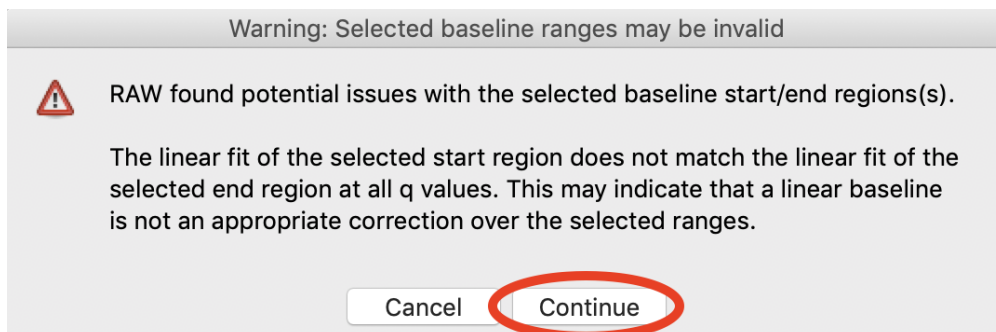 Warning: Selected baseline ranges may be invalid
RAW found potential issues with the selected baseline start/end regions(s).
The linear fit of the selected start region does not match the linear fit of the
selected end region at all q values. This may indicate that a linear baseline
is not an appropriate correction over the selected ranges.
Cancel
Continue